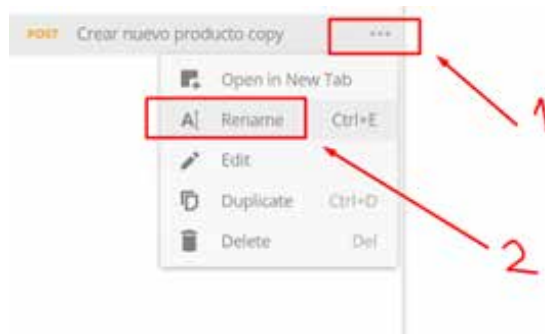 POST Crear nuevo producto copy ...
1
Open in New Tab
A Rename Ctrl+E
Edit
2
Duplicate Ctrl+D
Delete Del